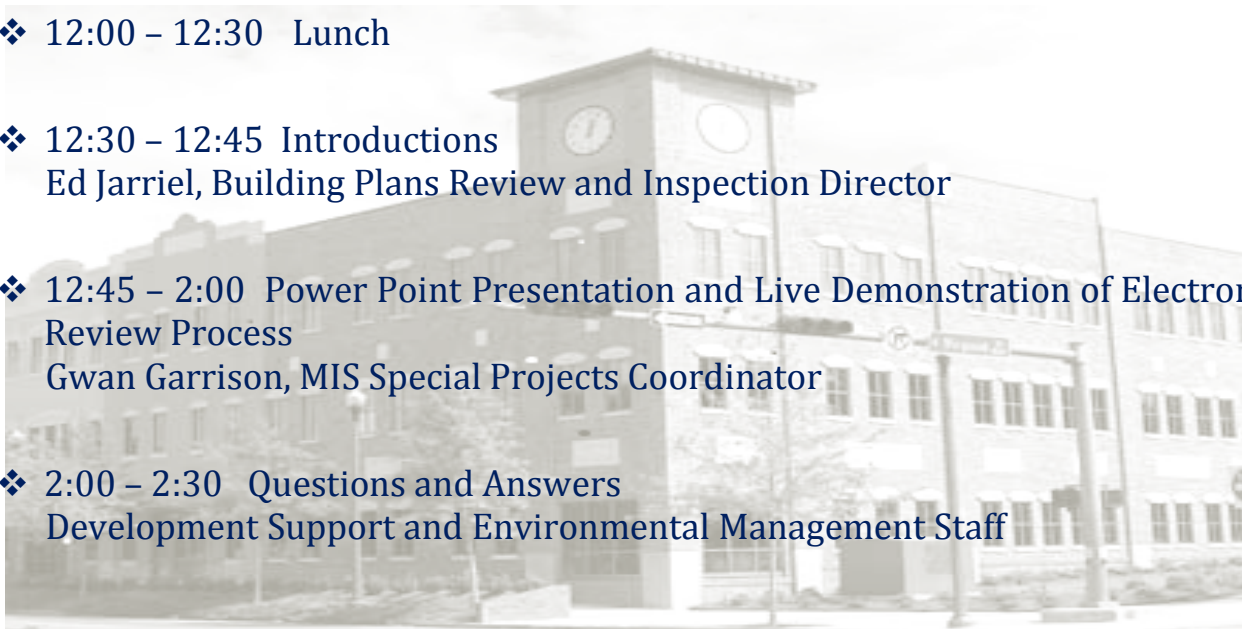 ❖ 12:00 – 12:30 Lunch
❖ 12:30 – 12:45 Introductions
Ed Jarriel, Building Plans Review and Inspection Director
❖ 12:45 – 2:00 Power Point Presentation and Live Demonstration of Electron
Review Process
Gwan Garrison, MIS Special Projects Coordinator
❖ 2:00 – 2:30 Questions and Answers
Development Support and Environmental Management Staff